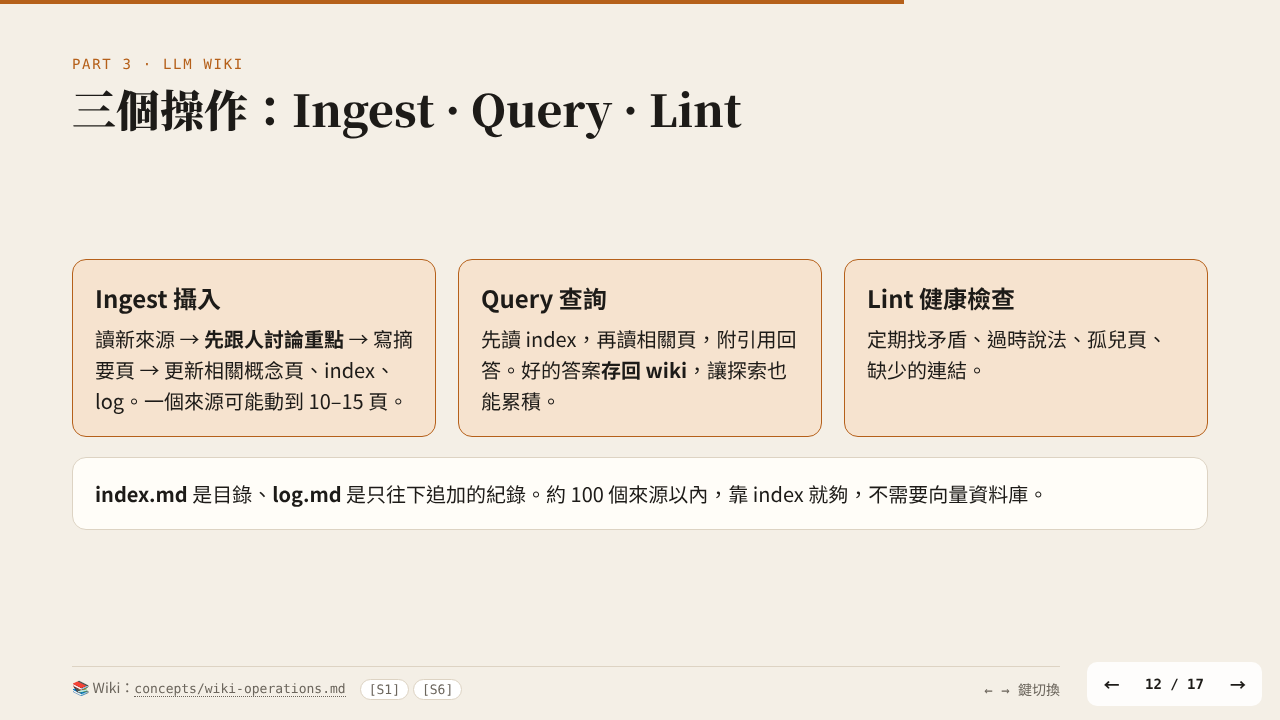 PART 3 · LLM WIKI
三個操作：Ingest · Query · Lint
Ingest 攝入
讀新來源 → 先跟人討論重點 → 寫摘
要頁 → 更新相關概念頁、index、
log。一個來源可能動到 10–15 頁。
Query 查詢
先讀 index，再讀相關頁，附引用回
答。好的答案存回 wiki，讓探索也
能累積。
Lint 健康檢查
定期找矛盾、過時說法、孤兒頁、
缺少的連結。
index.md 是目錄、log.md 是只往下追加的紀錄。約 100 個來源以內，靠 index 就夠，不需要向量資料庫。
📚 Wiki：concepts/wiki-operations.md [S1] [S6]
← → 鍵切換
← 12 / 17 →